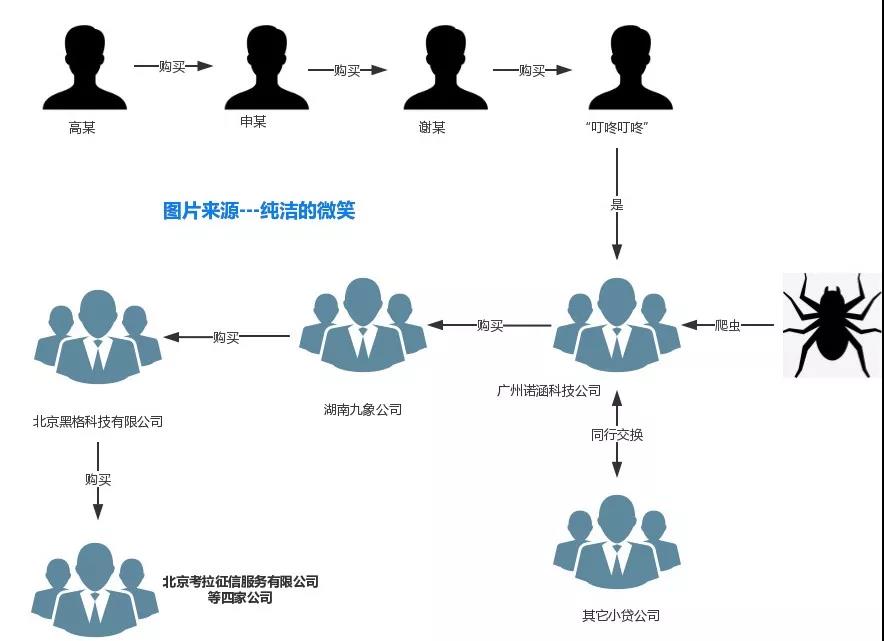 购买
购买
购买
高某
申某
谢某
“叮咚叮咚”
是
图片来源---纯洁的微笑
购买
购买
爬虫
广州诺涵科技公司
湖南九象公司
北京黑格科技有限公司
同行交换
购买
北京考拉征信服务有限公司
等四家公司
其它小贷公司